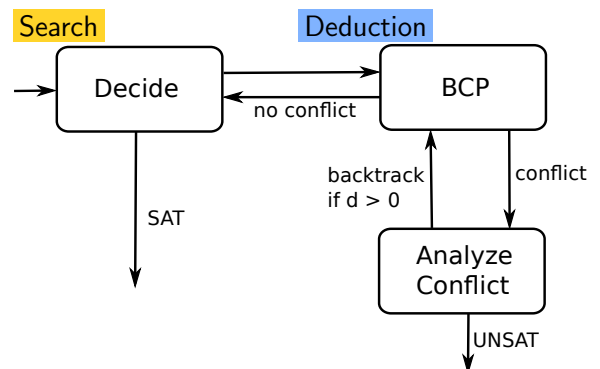 Search
Deduction
Decide
BCP
no conflict
backtrack
if d > 0
conflict
SAT
Analyze
Conflict
UNSAT